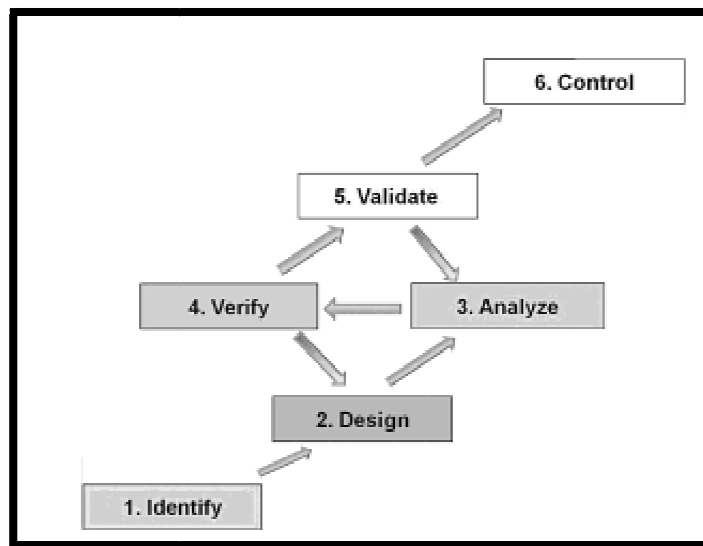 6. Control
5. Validate
4. Verify
3. Analyze
2. Design
1. Identify